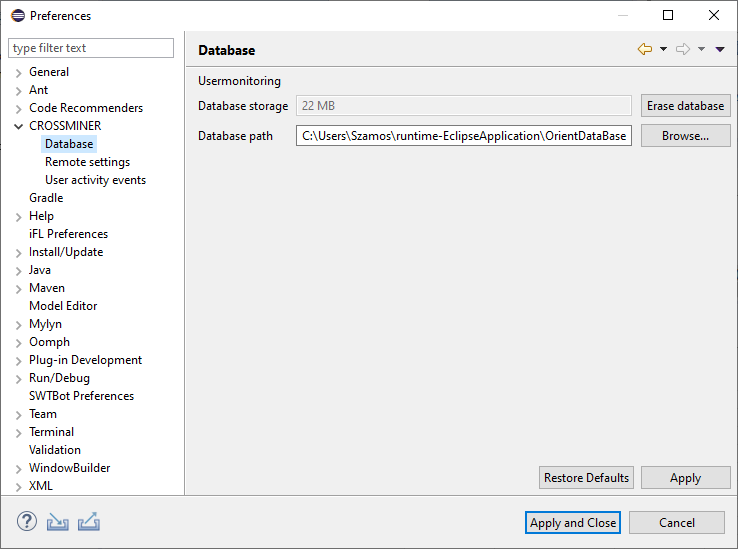 Preferences
type filter text
General
Ant
Code Recommenders
CROSSMINER
Database
Remote settings
User activity events
Gradle
Help
iFL Preferences
Install/Update
Java
Maven
Model Editor
Mylyn
Oomph
Plug-in Development
Run/Debug
SWTBot Preferences
Team
Terminal
Validation
WindowBuilder
XML
Database
Usermonitoring
Database storage 22 MB Erase database
Database path C:\Users\Szamos\runtime-EclipseApplication\OrientDataBase Browse...
Restore Defaults Apply
? Apply and Close Cancel